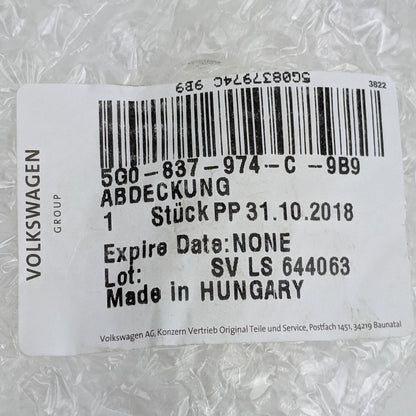 VOLKSWAGEN
GROUP
5G0837974C 9B9
3822
5G0-837-974-C -9B9
ABDECKUNG
1 Stück PP 31.10.2018
Expire Date: NONE
Lot: SV LS 644063
Made in HUNGARY
Volkswagen AG, Konzern Vertrieb Original Teile und Service, Postfach 1451, 34219 Baunatal